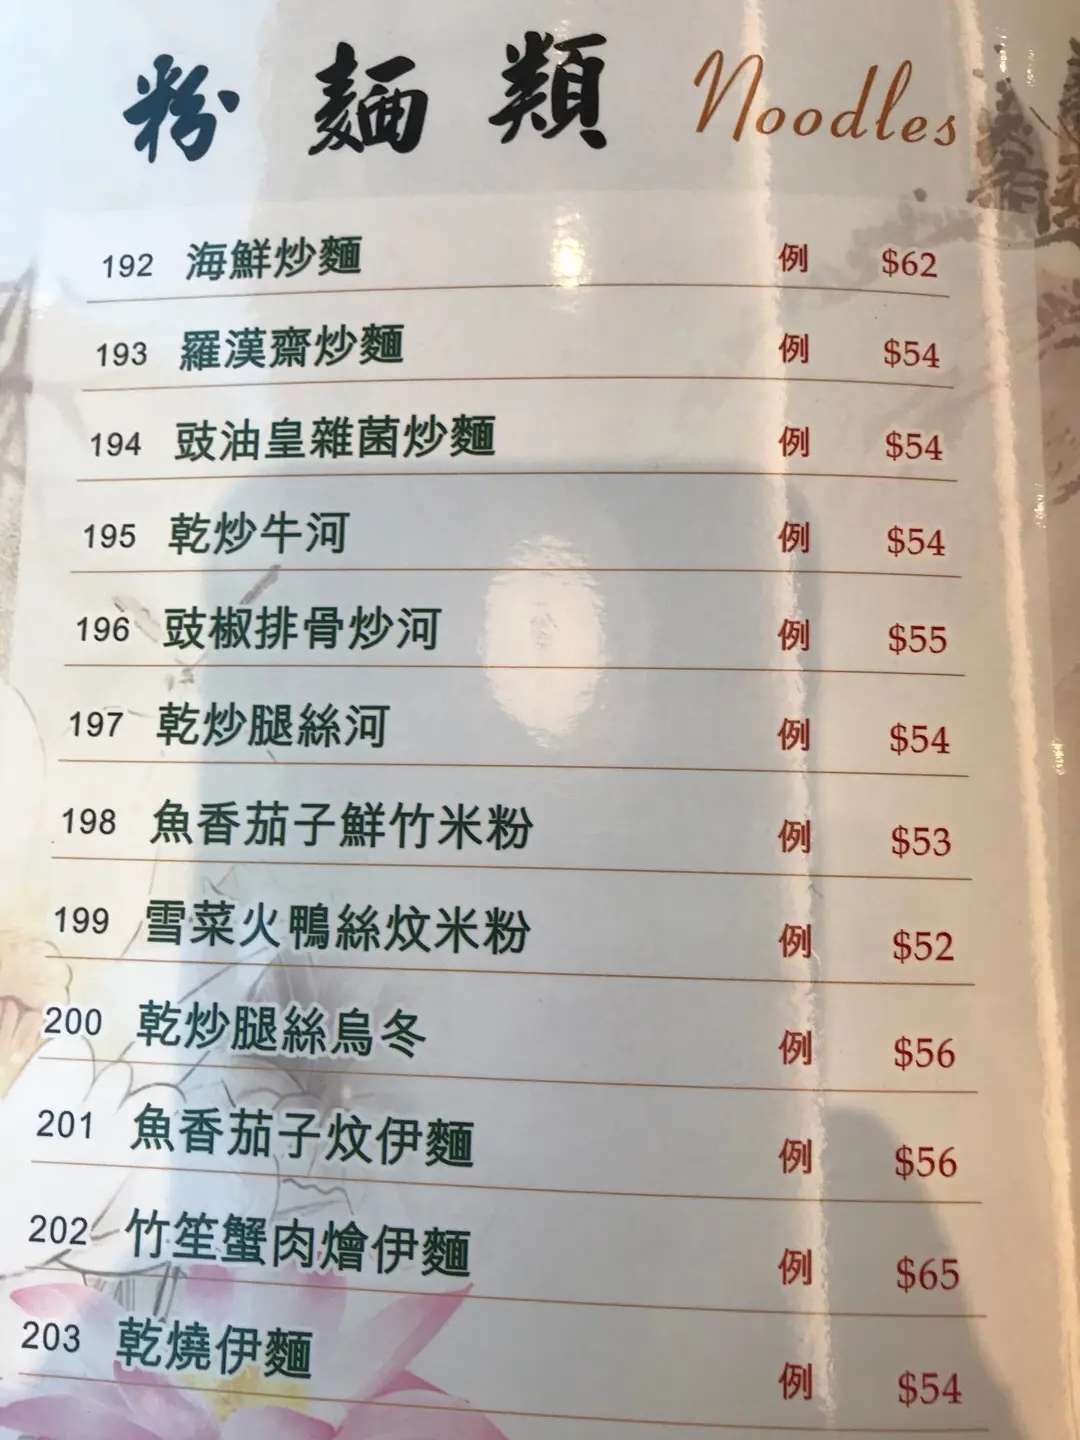 粉麵類 Noodles
192 海鮮炒麵 例 $62
193 羅漢齋炒麵 例 $54
194 豉油皇雜菌炒麵 例 $54
195 乾炒牛河 例 $54
196 豉椒排骨炒河 例 $55
197 乾炒腿絲河 例 $54
198 魚香茄子鮮竹米粉 例 $53
199 雪菜火鴨絲炆米粉 例 $52
200 乾炒腿絲烏冬 例 $56
201 魚香茄子炆伊麵 例 $56
202 竹笙蟹肉燴伊麵 例 $65
203 乾燒伊麵 例 $54